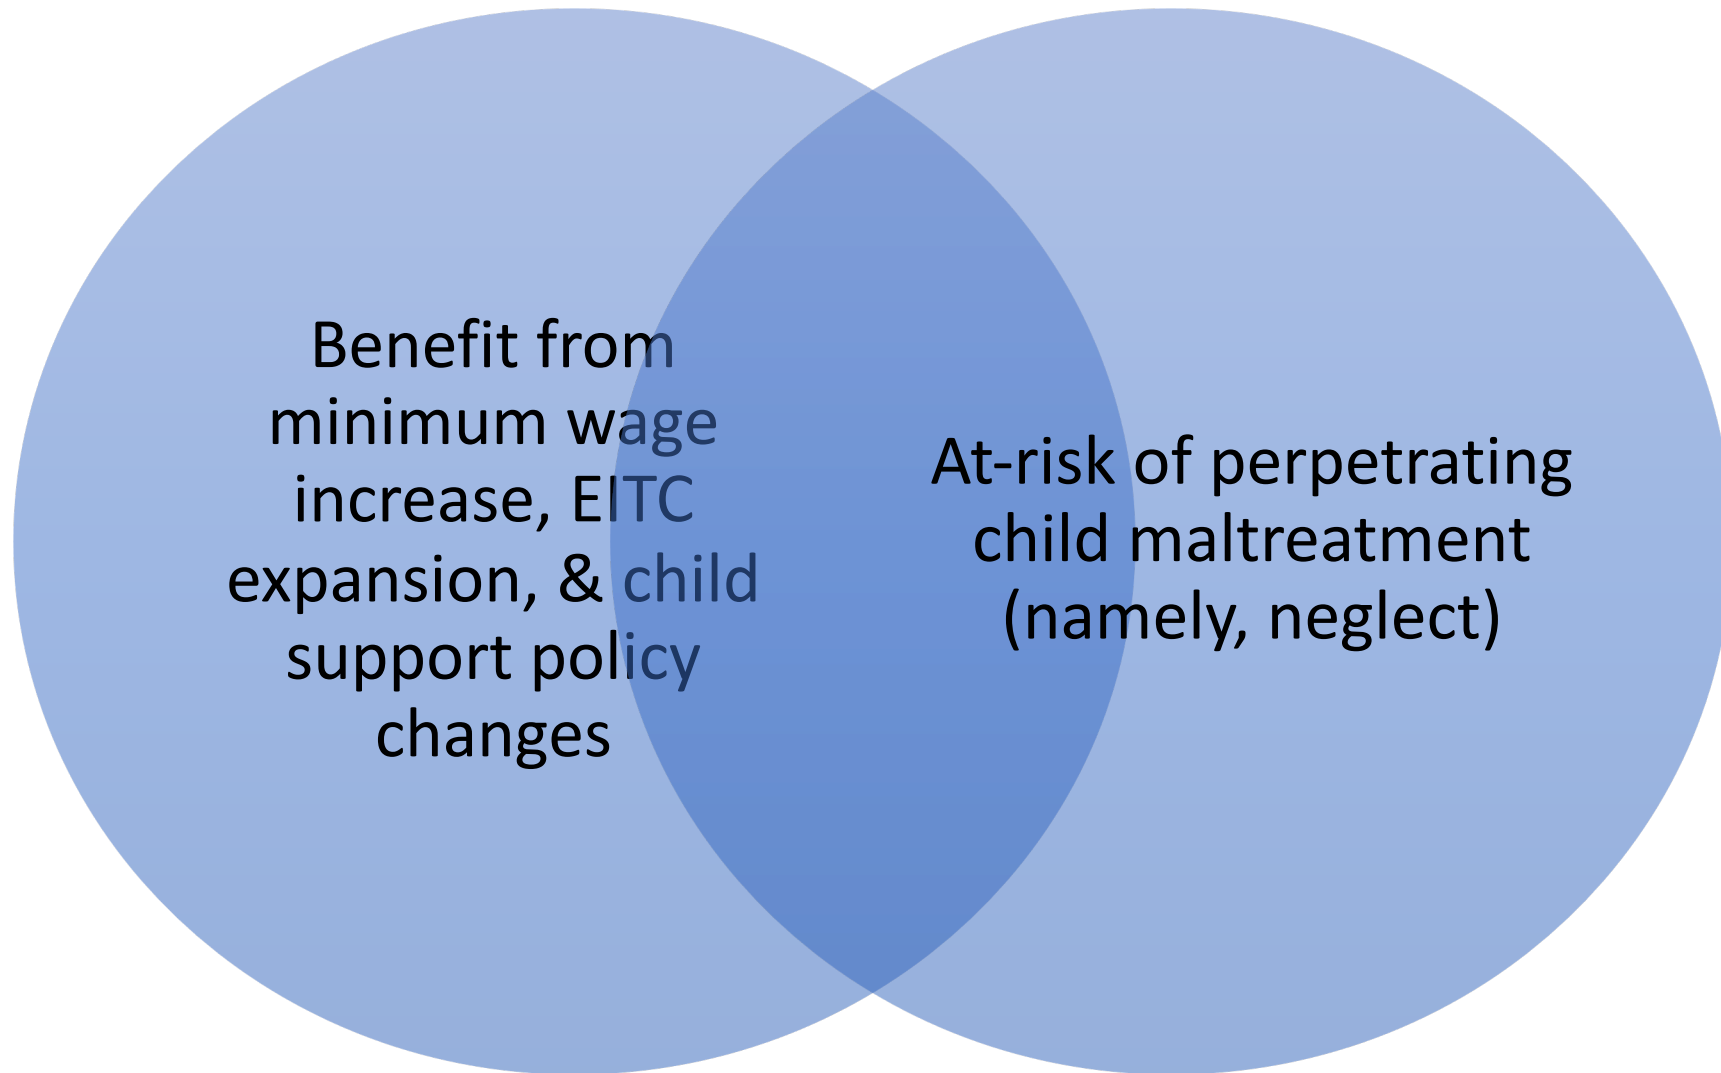 Benefit from
minimum wage
increase, EITC
expansion, & child
support policy
changes
At-risk of perpetrating
child maltreatment
(namely, neglect)